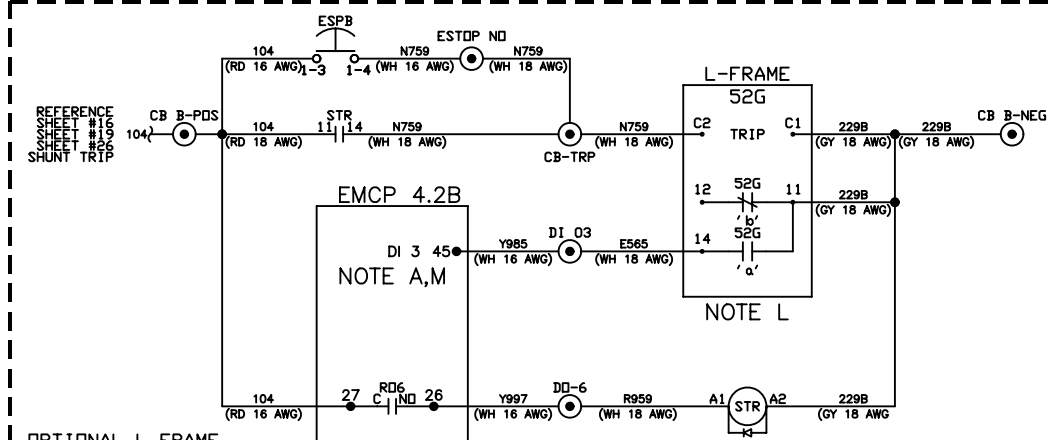 ESPB
ESTOP NO
104
(RD 16 AWG)
1-3
1-4
N759
(WH 16 AWG)
N759
(WH 18 AWG)
L-FRAME
52G
REFERENCE
SHEET #16
SHEET #19
SHEET #26
SHUNT TRIP
104
CB B-POS
104
(RD 18 AWG)
STR
11
14
N759
(WH 18 AWG)
CB-TRP
N759
(WH 18 AWG)
C2
TRIP
C1
229B
(GY 18 AWG)
229B
(GY 18 AWG)
CB B-NEG
12
52G
'b'
11
229B
(GY 18 AWG)
EMCP 4.2B
DI 3 45
NOTE A,M
Y985
(WH 16 AWG)
DI 03
E565
(WH 18 AWG)
14
52G
'a'
NOTE L
104
(RD 16 AWG)
27
RO6
C
NO
26
Y997
(WH 16 AWG)
DO-6
R959
(WH 18 AWG)
A1
STR
A2
229B
(GY 18 AWG
OPTIONAL L-FRAME